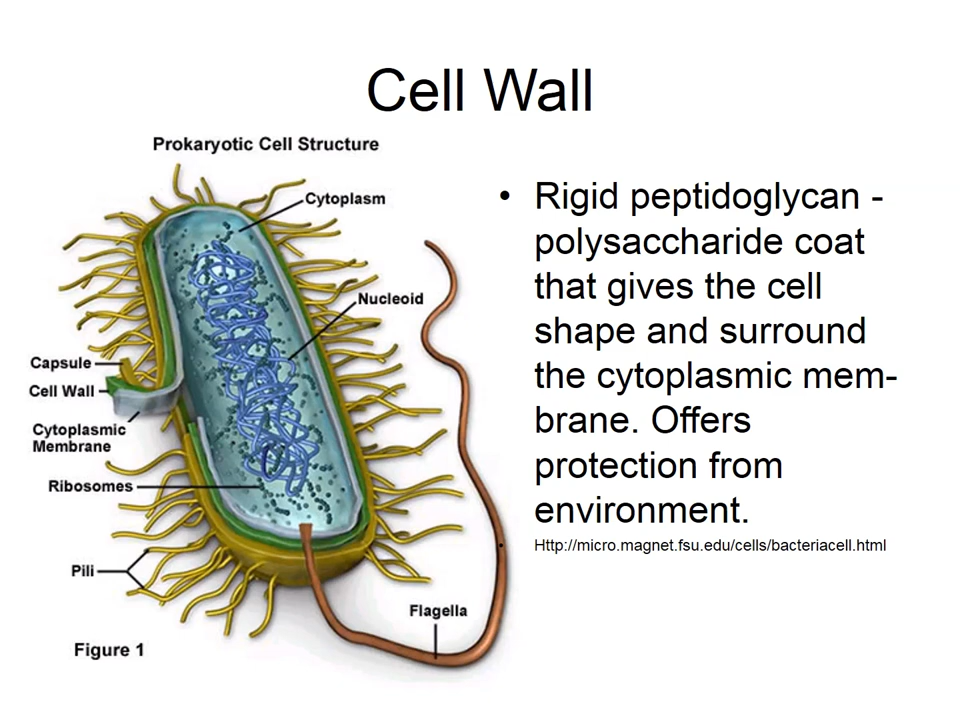 Cell Wall
Prokaryotic Cell Structure
Cytoplasm
Nucleoid
Capsule
Cell Wall
Cytoplasmic
Membrane
Ribosomes
Pili
Flagella
Figure 1
• Rigid peptidoglycan -
polysaccharide coat
that gives the cell
shape and surround
the cytoplasmic mem-
brane. Offers
protection from
environment.
• Http://micro.magnet.fsu.edu/cells/bacteriacell.html